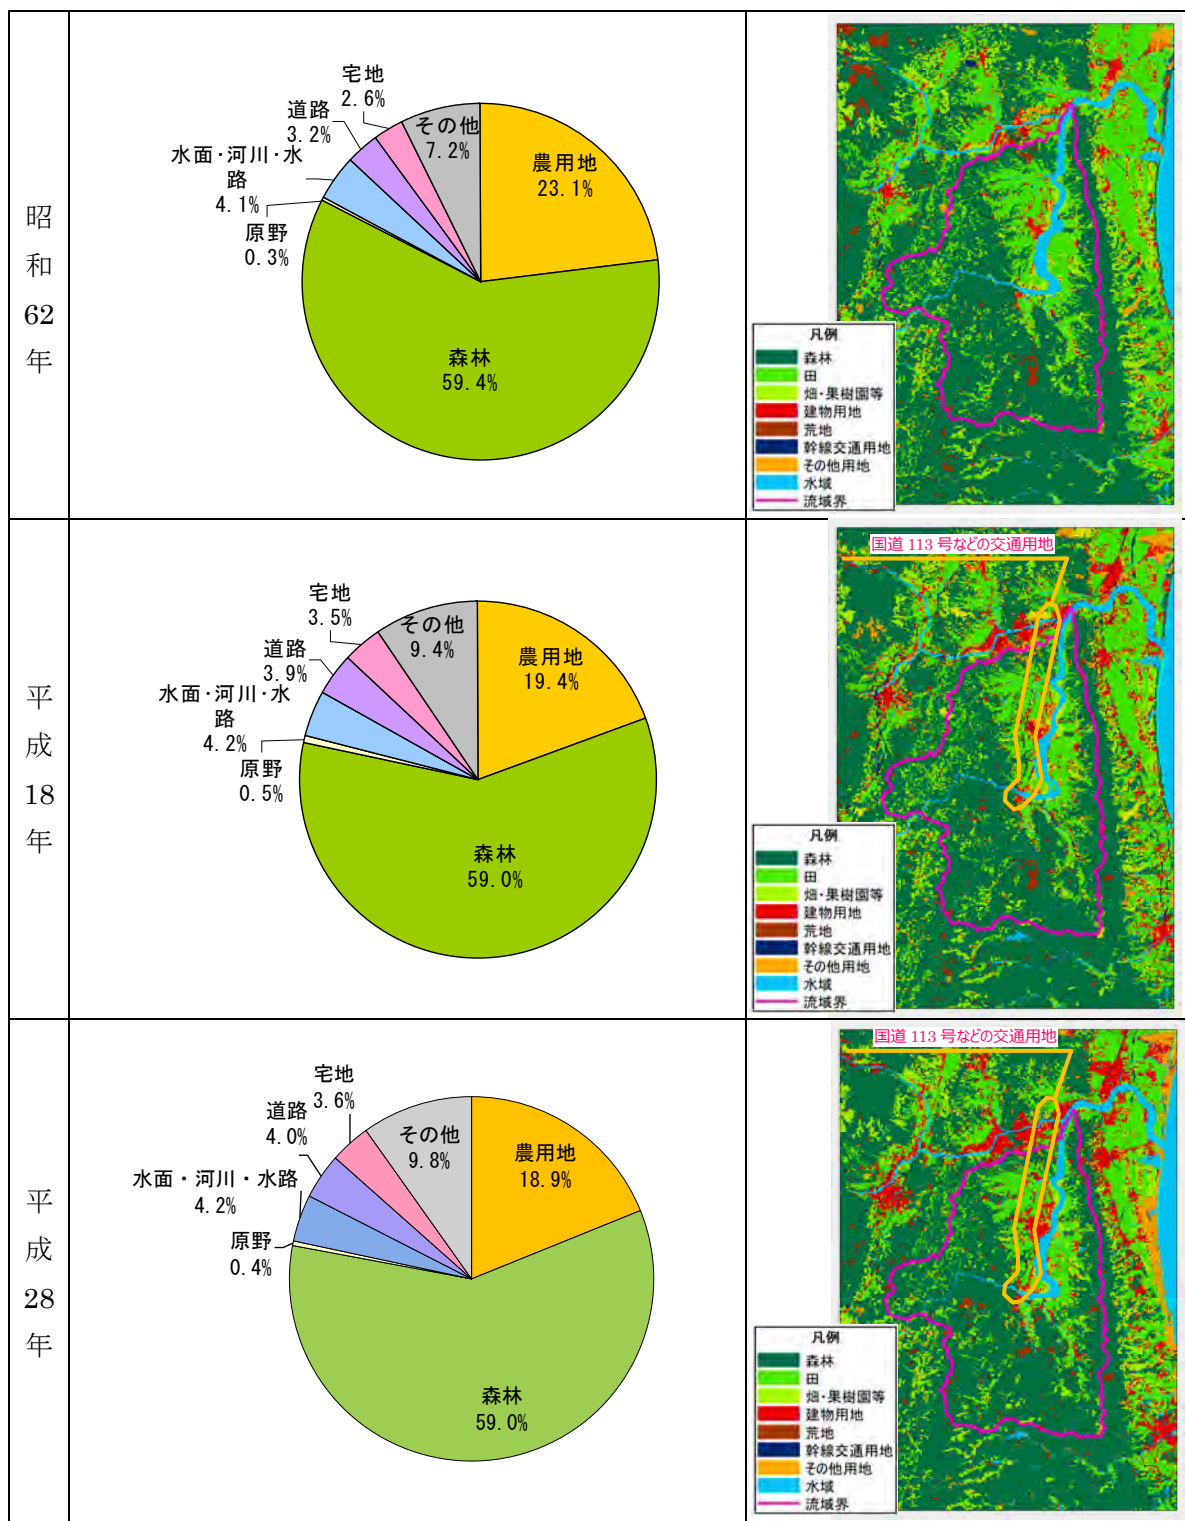 昭
和
62
年
宅地
2.6%
道路
3.2%
水面・河川・水
路
4.1%
原野
0.3%
その他
7.2%
農用地
23.1%
森林
59.4%
凡例
森林
田
畑・果樹園等
建物用地
荒地
幹線交通用地
その他用地
水域
流域界
平
成
18
年
宅地
3.5%
道路
3.9%
水面・河川・水
路
4.2%
原野
0.5%
その他
9.4%
農用地
19.4%
森林
59.0%
国道 113 号などの交通用地
凡例
森林
田
畑・果樹園等
建物用地
荒地
幹線交通用地
その他用地
水域
流域界
平
成
28
年
宅地
3.6%
道路
4.0%
水面・河川・水路
4.2%
原野
0.4%
その他
9.8%
農用地
18.9%
森林
59.0%
国道 113 号などの交通用地
凡例
森林
田
畑・果樹園等
建物用地
荒地
幹線交通用地
その他用地
水域
流域界